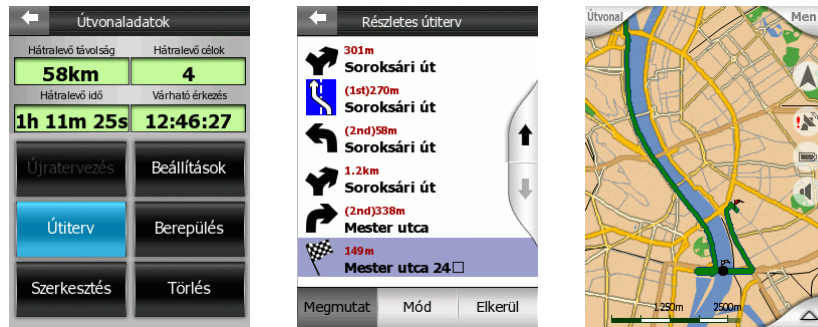 Útvonaladatok
Hátralevő távolság
Hátralevő célok
58km
4
Hátralevő idő
Várható érkezés
1h 11m 25s
12:46:27
Újratervezés
Beállítások
Útiterv
Berepülés
Szerkesztés
Törlés
Részletes útiterv
301m
Soroksári út
(1st)270m
Soroksári út
(2nd)58m
Soroksári út
1.2km
Soroksári út
(2nd)338m
Mester utca
149m
Mester utca 24□
Megmutat
Mód
Elkerül
Útvonal
Men
1250m
2500m